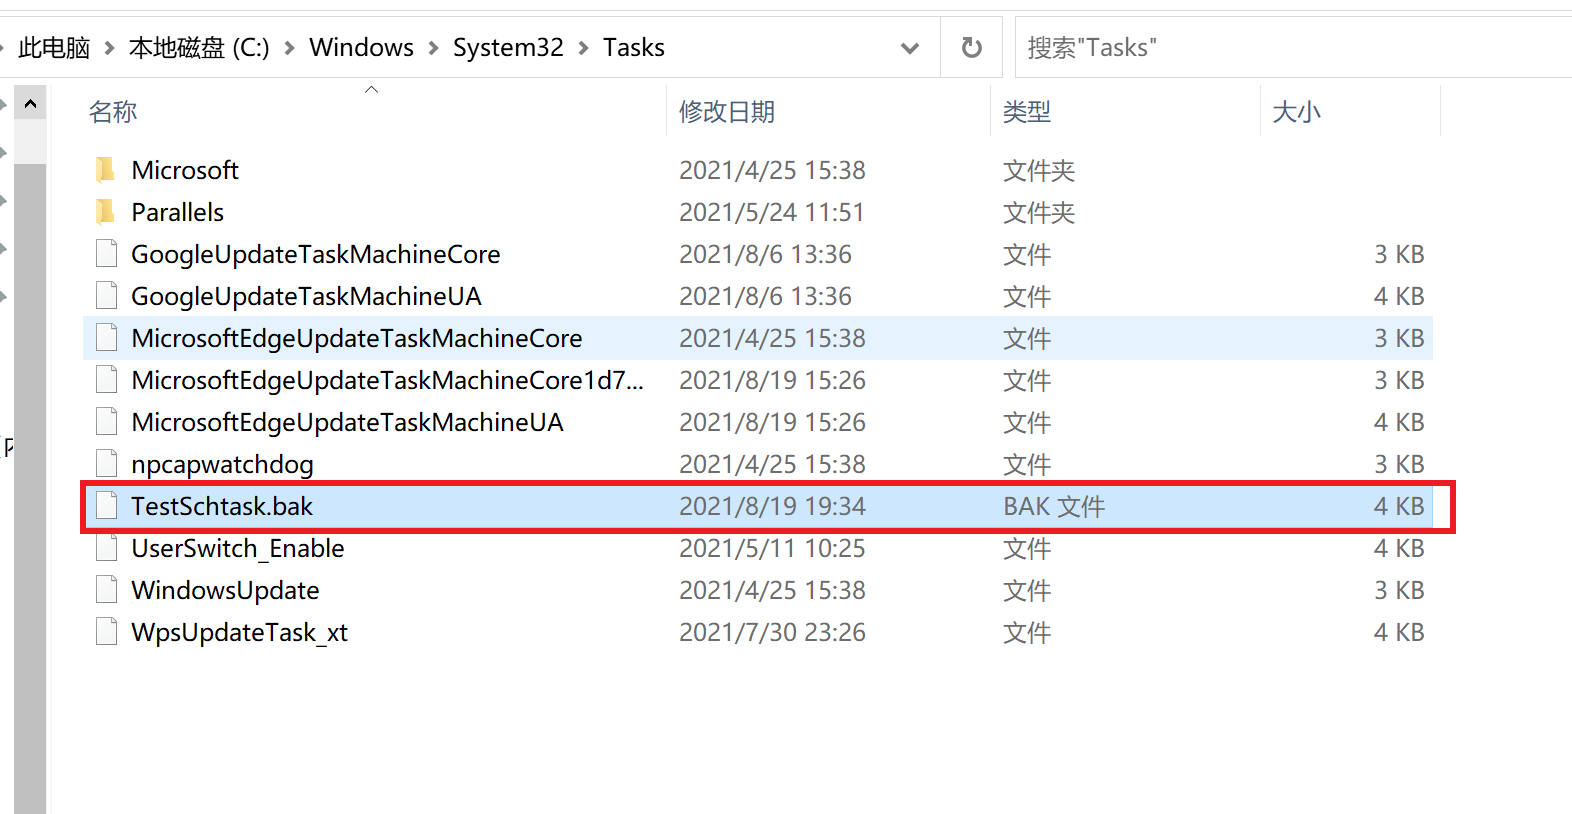 此电脑 > 本地磁盘 (C:) > Windows > System32 > Tasks
搜索"Tasks"
名称 修改日期 类型 大小
Microsoft 2021/4/25 15:38 文件夹
Parallels 2021/5/24 11:51 文件夹
GoogleUpdateTaskMachineCore 2021/8/6 13:36 文件 3 KB
GoogleUpdateTaskMachineUA 2021/8/6 13:36 文件 4 KB
MicrosoftEdgeUpdateTaskMachineCore 2021/4/25 15:38 文件 3 KB
MicrosoftEdgeUpdateTaskMachineCore1d7... 2021/8/19 15:26 文件 3 KB
MicrosoftEdgeUpdateTaskMachineUA 2021/8/19 15:26 文件 4 KB
npcapwatchdog 2021/4/25 15:38 文件 3 KB
TestSchtask.bak 2021/8/19 19:34 BAK 文件 4 KB
UserSwitch_Enable 2021/5/11 10:25 文件 4 KB
WindowsUpdate 2021/4/25 15:38 文件 3 KB
WpsUpdateTask_xt 2021/7/30 23:26 文件 4 KB